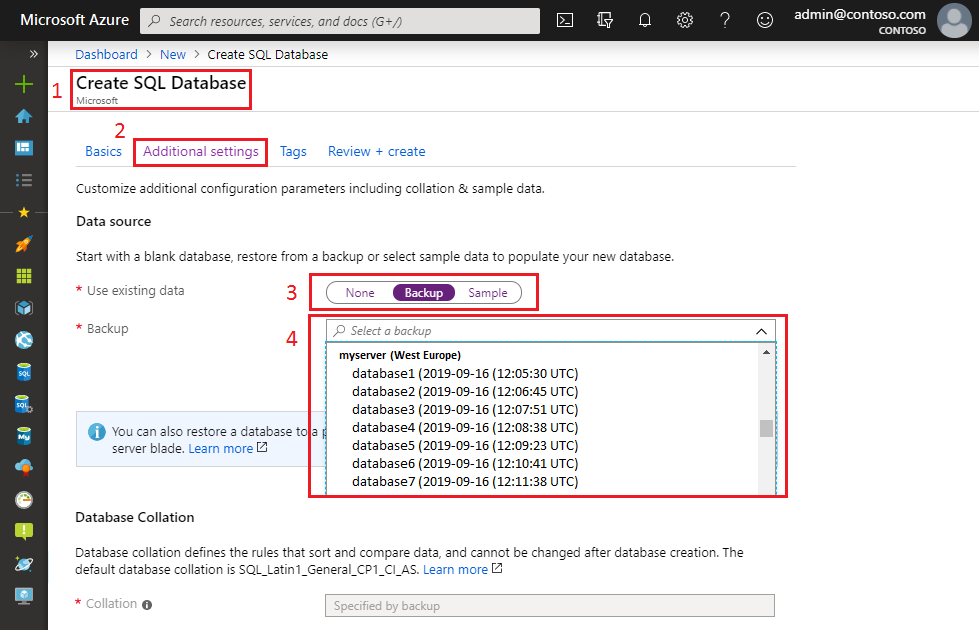 Microsoft Azure
Search resources, services, and docs (G+/)
admin@contoso.com
CONTOSO
Dashboard > New > Create SQL Database
1
Create SQL Database
Microsoft
2
Basics Additional settings Tags Review + create
Customize additional configuration parameters including collation & sample data.
Data source
Start with a blank database, restore from a backup or select sample data to populate your new database.
* Use existing data
3
None Backup Sample
* Backup
4
Select a backup
myserver (West Europe)
database1 (2019-09-16 (12:05:30 UTC)
database2 (2019-09-16 (12:06:45 UTC)
database3 (2019-09-16 (12:07:51 UTC)
database4 (2019-09-16 (12:08:38 UTC)
database5 (2019-09-16 (12:09:23 UTC)
database6 (2019-09-16 (12:10:41 UTC)
database7 (2019-09-16 (12:11:38 UTC)
You can also restore a database to a p
server blade. Learn more
Database Collation
Database collation defines the rules that sort and compare data, and cannot be changed after database creation. The
default database collation is SQL_Latin1_General_CP1_CI_AS. Learn more
* Collation
Specified by backup